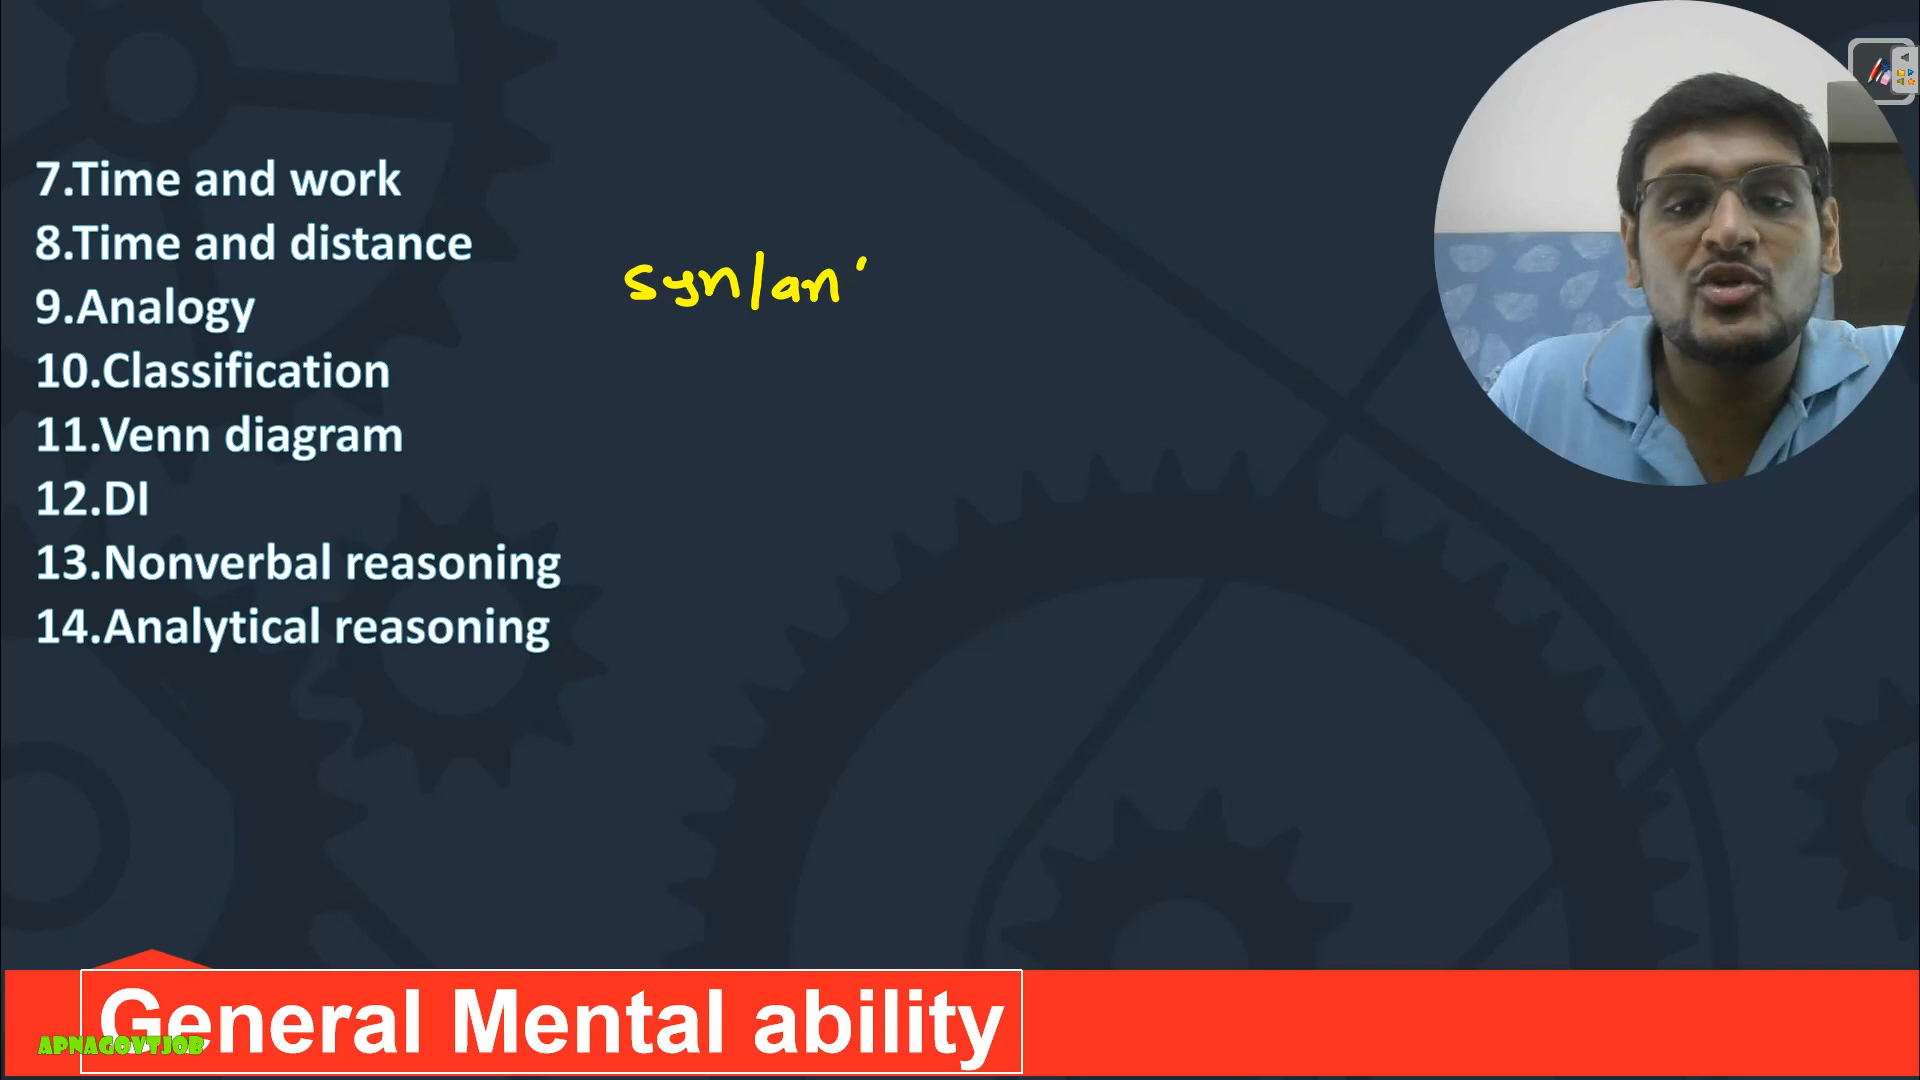 7.Time and work
8.Time and distance
9.Analogy
10.Classification
11.Venn diagram
12.DI
13.Nonverbal reasoning
14.Analytical reasoning
syn/an
General Mental ability
APNAGOVTJOB